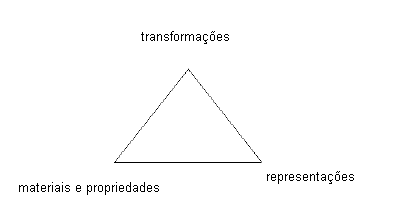 transformações
materiais e propriedades
representações